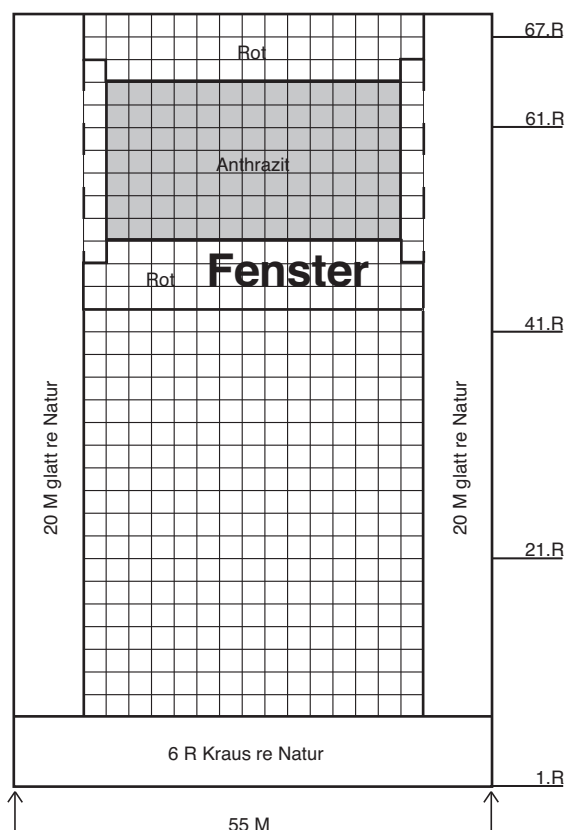 67.R
Rot
61.R
Anthrazit
Fenster
Rot
41.R
20 M glatt re Natur
20 M glatt re Natur
21.R
6 R Kraus re Natur
1.R
55 M